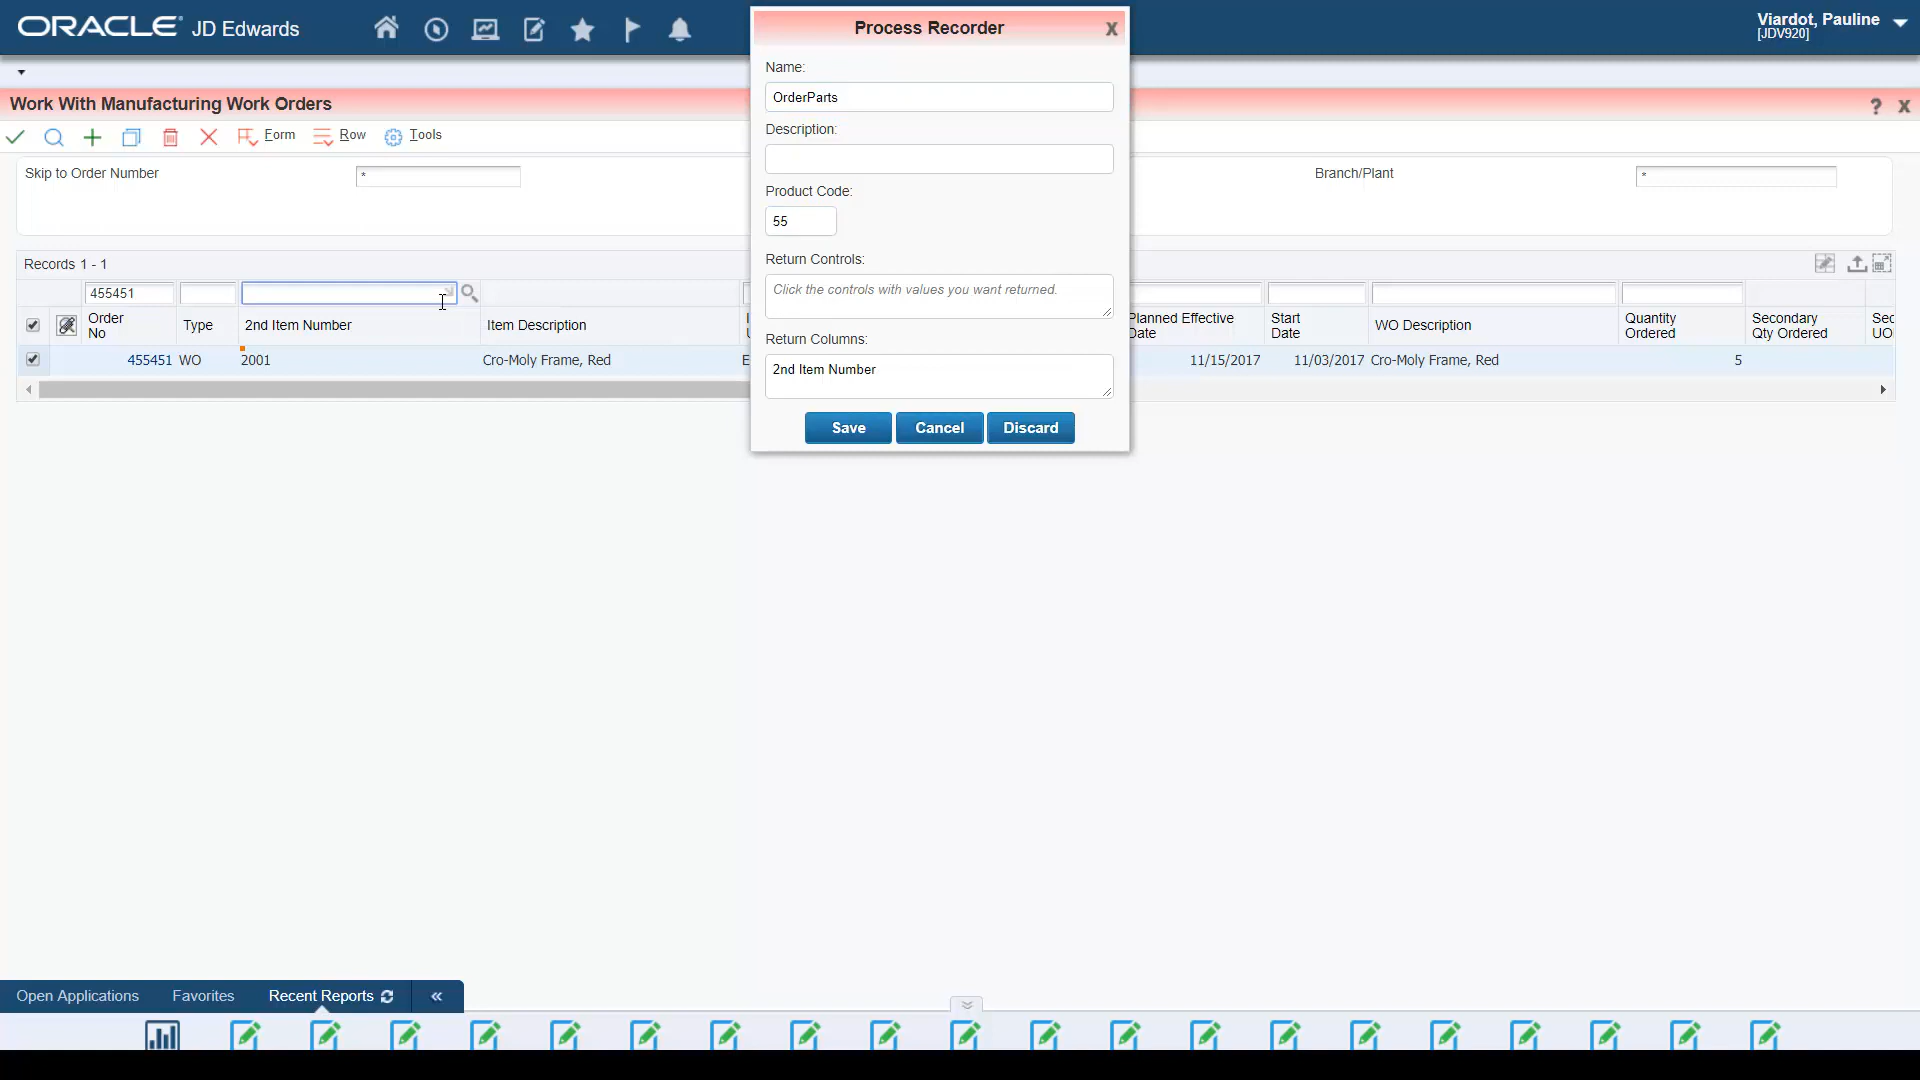 ORACLE JD Edwards
Viardot, Pauline
[JDV920]
Process Recorder
X
Name:
OrderParts
Description:
Product Code:
55
Return Controls:
Click the controls with values you want returned.
Return Columns:
2nd Item Number
Save Cancel Discard
Work With Manufacturing Work Orders
? X
Form Row Tools
Skip to Order Number *
Branch/Plant *
Records 1 - 1
455451
Order No
Type
2nd Item Number
Item Description
Planned Effective Date
Start Date
WO Description
Quantity Ordered
Secondary Qty Ordered
455451 WO 2001 Cro-Moly Frame, Red E 11/15/2017 11/03/2017 Cro-Moly Frame, Red 5
Open Applications Favorites Recent Reports «